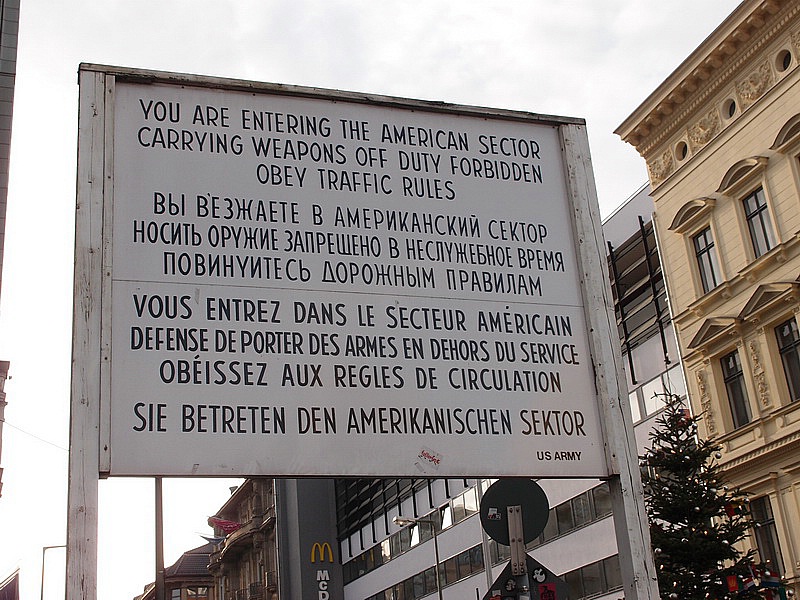 YOU ARE ENTERING THE AMERICAN SECTOR
CARRYING WEAPONS OFF DUTY FORBIDDEN
OBEY TRAFFIC RULES
ВЫ ВЪЕЗЖАЕТЕ В АМЕРИКАНСКИЙ СЕКТОР
НОСИТЬ ОРУЖИЕ ЗАПРЕЩЕНО В НЕСЛУЖЕБНОЕ ВРЕМЯ
ПОВИНУИТЕСЬ ДОРОЖНЫМ ПРАВИЛАМ
VOUS ENTREZ DANS LE SECTEUR AMÉRICAIN
DEFENSE DE PORTER DES ARMES EN DEHORS DU SERVICE
OBÉISSEZ AUX REGLES DE CIRCULATION
SIE BETRETEN DEN AMERIKANISCHEN SEKTOR
US ARMY
M
MCD